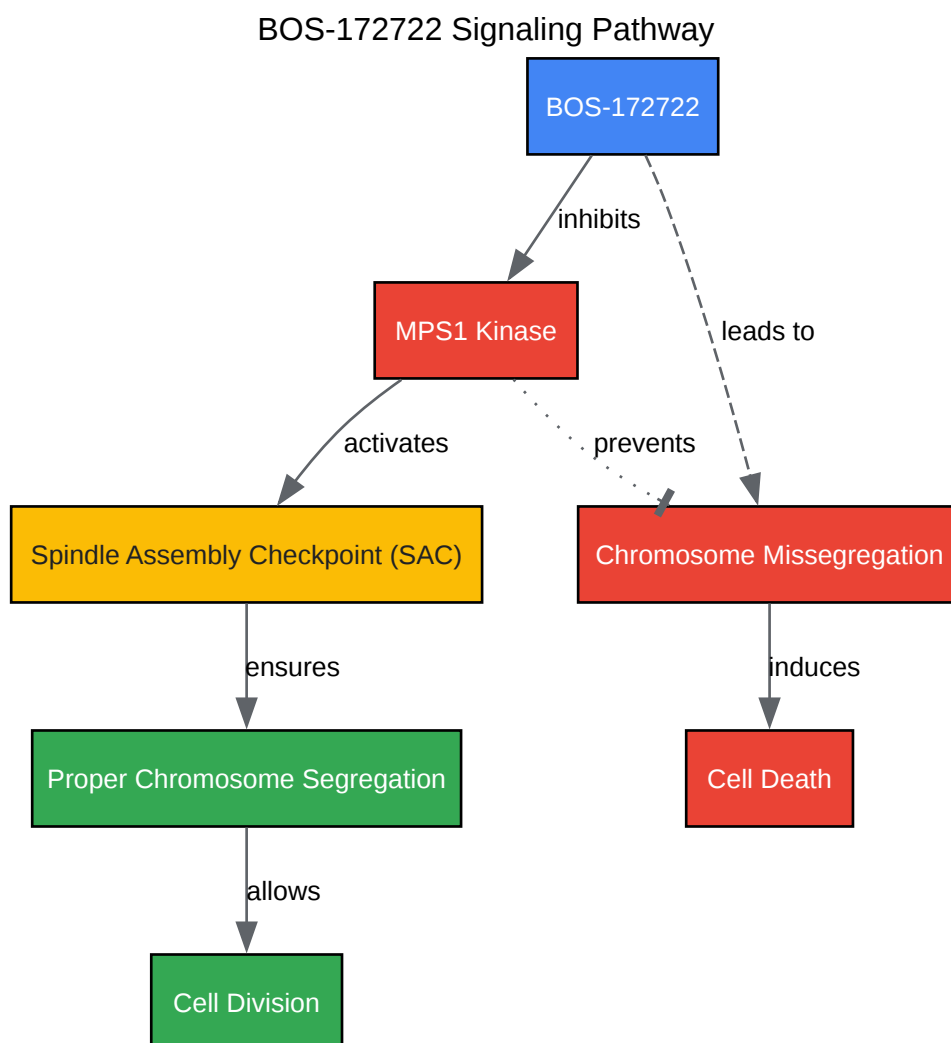 BOS-172722 Signaling Pathway
BOS-172722
inhibits
MPS1 Kinase
leads to
activates
prevents
Spindle Assembly Checkpoint (SAC)
Chromosome Missegregation
ensures
induces
Proper Chromosome Segregation
Cell Death
allows
Cell Division